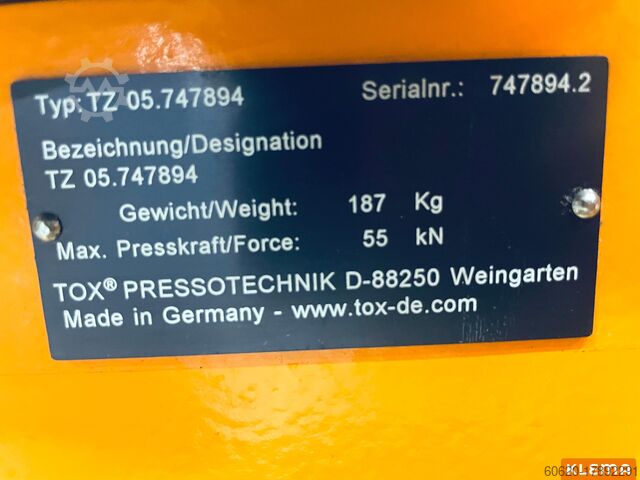 Typ: TZ 05.747894 Serialnr.: 747894.2
Bezeichnung/Designation
TZ 05.747894
Gewicht/Weight: 187 Kg
Max. Presskraft/Force: 55 kN
TOX® PRESSOTECHNIK D-88250 Weingarten
Made in Germany - www.tox-de.com
KLEMA